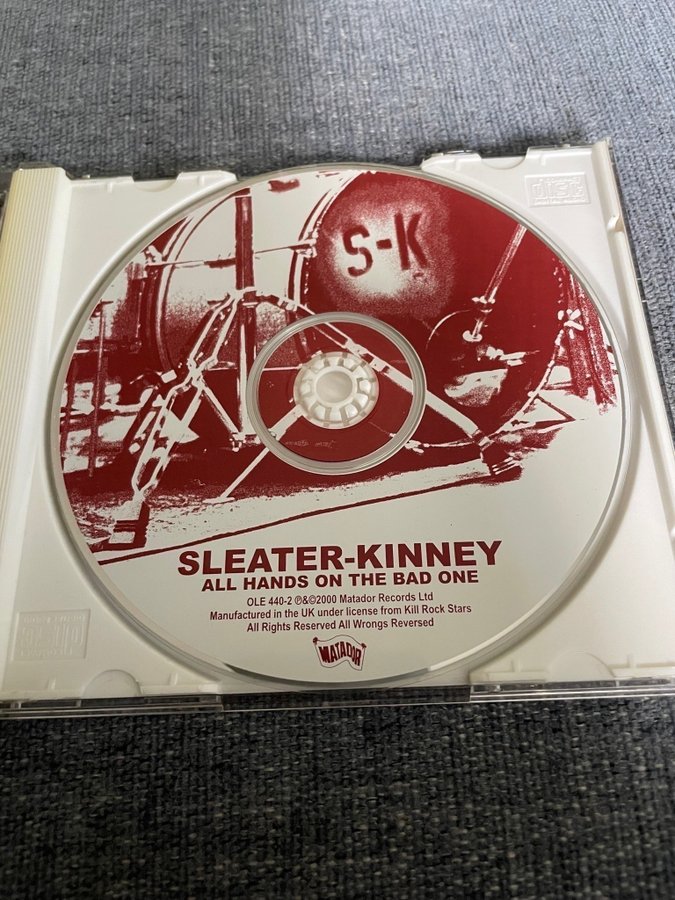 disc
S-K
SLEATER-KINNEY
ALL HANDS ON THE BAD ONE
OLE 440-2 ℗&©2000 Matador Records Ltd
Manufactured in the UK under license from Kill Rock Stars
All Rights Reserved All Wrongs Reversed
MATADOR